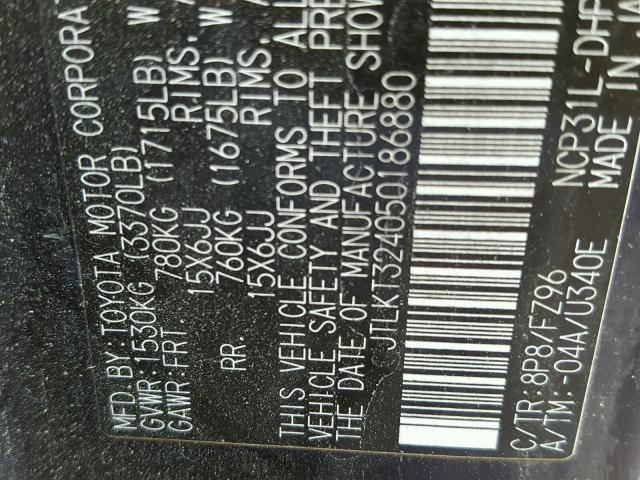 MFD. BY: TOYOTA MOTOR CORPORA
GVWR: 1530KG (3370LB)
GAWR: FRT 780KG (1715LB) W
15X6JJ RIMS,
RR. 760KG (1675LB) W
15X6JJ RIMS,
THIS VEHICLE CONFORMS TO ALL
VEHICLE SAFETY AND THEFT PRE
THE DATE OF MANUFACTURE SHOW
JTLKT324050186880
C/TR: 8P8/FZ96 NCP31L-DHP
A/TM: -04A/U340E MADE IN JA